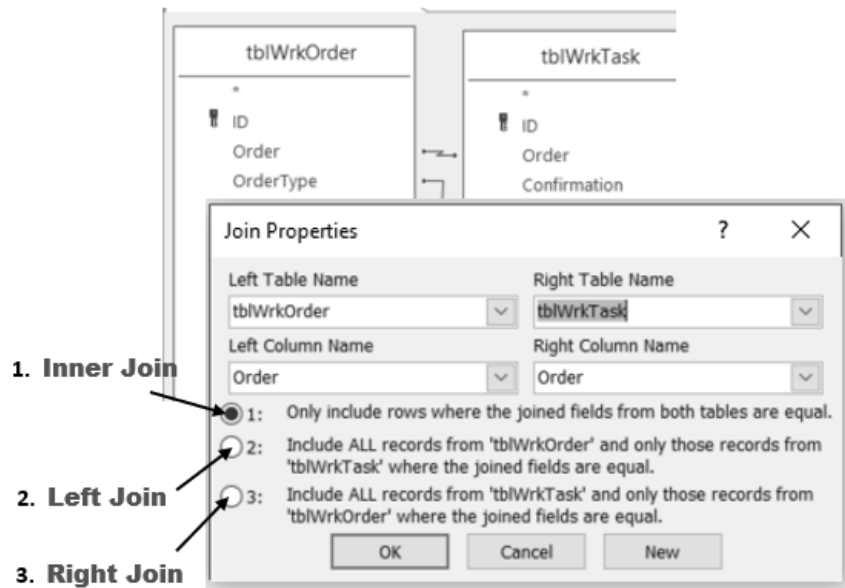 tblWrkOrder
*
ID
Order
OrderType
tblWrkTask
*
ID
Order
Confirmation
Join Properties
?
Left Table Name
Right Table Name
tblWrkOrder
tblWrkTask
Left Column Name
Right Column Name
Order
Order
1. Inner Join
1: Only include rows where the joined fields from both tables are equal.
2: Include ALL records from 'tblWrkOrder' and only those records from
'tblWrkTask' where the joined fields are equal.
2. Left Join
3: Include ALL records from 'tblWrkTask' and only those records from
'tblWrkOrder' where the joined fields are equal.
OK
Cancel
New
3. Right Join